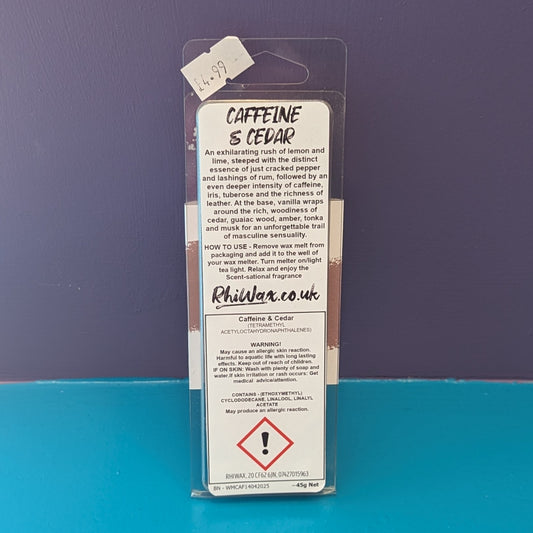 £4.99
CAFFEINE
& CEDAR
An exhilarating rush of lemon and
lime, steeped with the distinct
essence of just cracked pepper
and lashings of rum, followed by an
even deeper intensity of caffeine,
iris, tuberose and the richness of
leather. At the base, vanilla wraps
around the rich, woodiness of
cedar, guaiac wood, amber, tonka
and musk for an unforgettable trail
of masculine sensuality.
HOW TO USE - Remove wax melt from
packaging and add it to the well of
your wax melter. Turn melter on/light
tea light. Relax and enjoy the
Scent-sational fragrance
RhiWax.co.uk
Caffeine & Cedar
(TETRAMETHYL
ACETYLOCTAHYDRONAPHTHALENES)
WARNING!
May cause an allergic skin reaction.
Harmful to aquatic life with long lasting
effects. Keep out of reach of children.
IF ON SKIN: Wash with plenty of soap and
water.If skin irritation or rash occurs: Get
medical advice/attention.
CONTAINS - (ETHOXYMETHYL)
CYCLODODECANE, LINALOOL, LINALYL
ACETATE
May produce an allergic reaction.
!
RHIWAX, 20 CF62 6JN, 07427015963
BN - WMCAF14042025
~45g Net